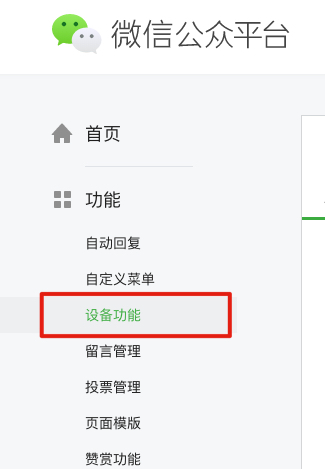 微信公众平台
首页
功能
自动回复
自定义菜单
设备功能
留言管理
投票管理
页面模版
赞赏功能